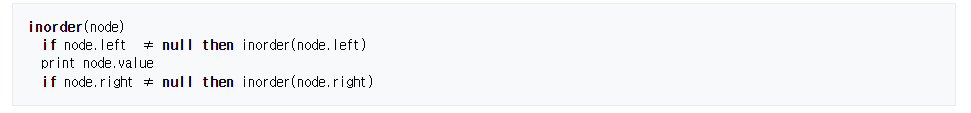 inorder(node)
if node.left ≠ null then inorder(node.left)
print node.value
if node.right ≠ null then inorder(node.right)